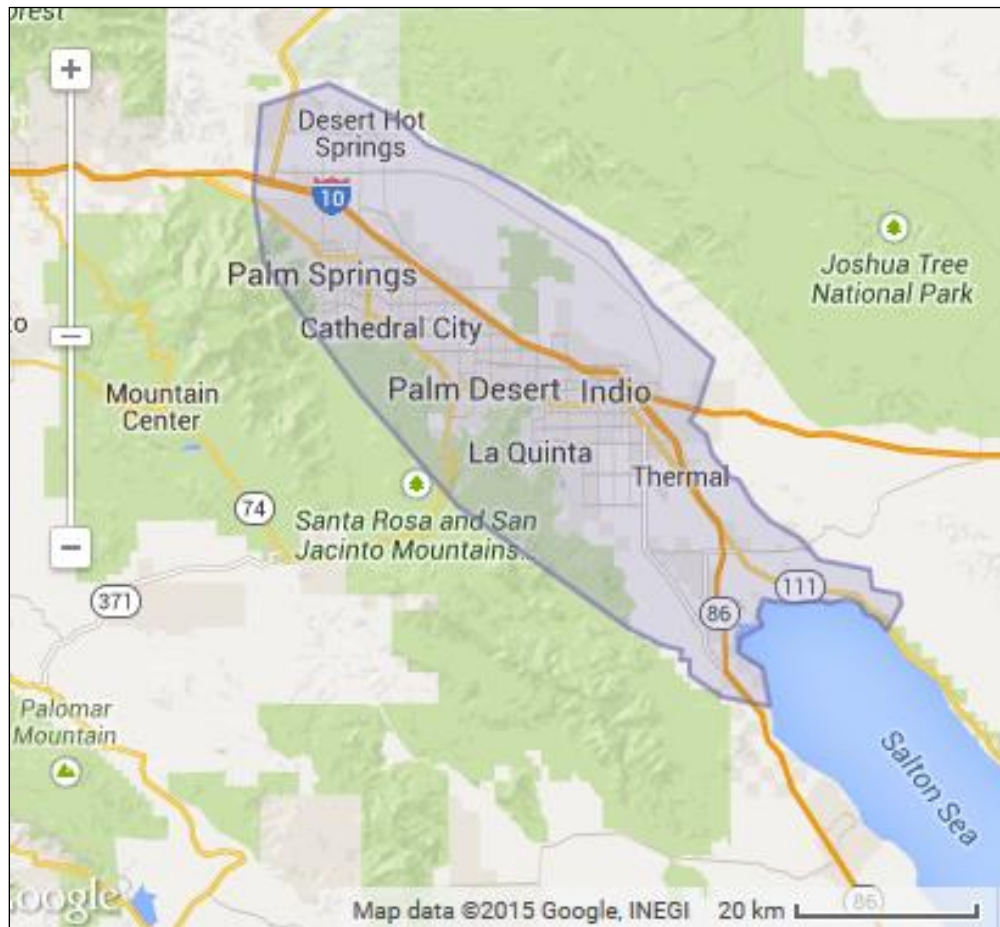 orest
+
Desert Hot
Springs
10
Palm Springs
Joshua Tree
National Park
o
Cathedral City
Mountain
Center
Palm Desert
Indio
La Quinta
Thermal
74
Santa Rosa and San
Jacinto Mountains...
−
371
111
86
Palomar
Mountain
Salton Sea
Google
Map data ©2015 Google, INEGI
20 km
86